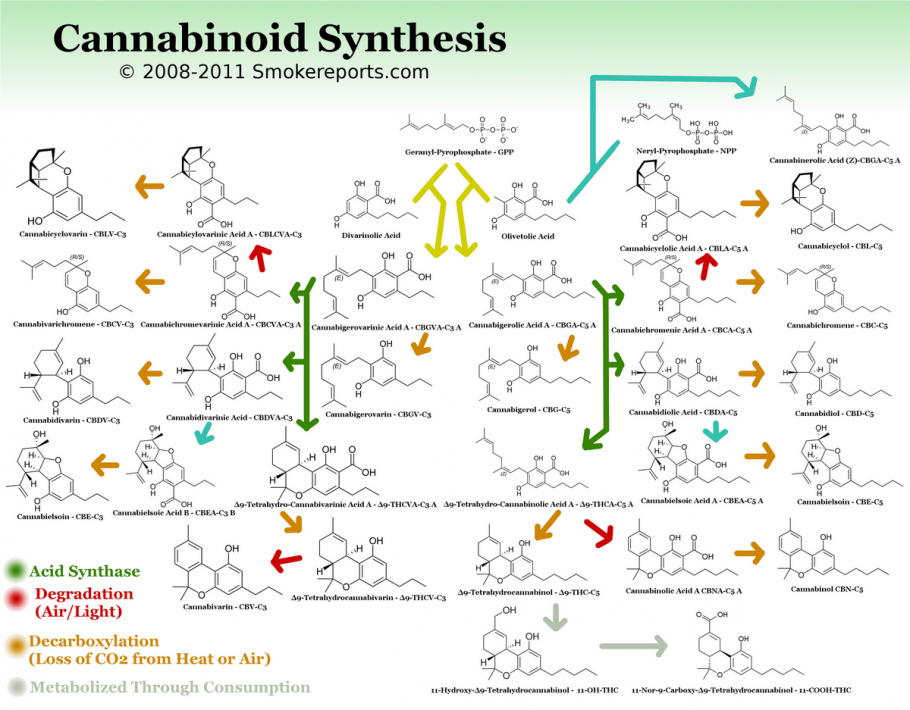 Cannabinoid Synthesis
© 2008-2011 Smokereports.com
Geranyl-Pyrophosphate - GPP
Neryl-Pyrophosphate - NPP
Cannabinerolic Acid (Z)-CBGA-C5 A
Cannabicyclovarin - CBLV-C3
Cannabicylovarinic Acid A - CBLCVA-C3
Divarinolic Acid
Olivetolic Acid
Cannabicyclolic Acid A - CBLA-C5 A
Cannabicyclol - CBL-C5
Cannabivarichromene - CBCV-C3
Cannabichromevarinic Acid A - CBCVA-C3 A
Cannabigerovarinic Acid A - CBGVA-C3 A
Cannabigerolic Acid A - CBGA-C5 A
Cannabichromenic Acid A - CBCA-C5 A
Cannabichromene - CBC-C5
Cannabidivarin - CBDV-C3
Cannabidivarinic Acid - CBDVA-C3
Cannabigerovarin - CBGV-C3
Cannabigerol - CBG-C5
Cannabidiolic Acid - CBDA-C5
Cannabidiol - CBD-C5
Cannabielsoin - CBE-C3
Cannabielsoic Acid B - CBEA-C3 B
Δ9-Tetrahydro-Cannabivarinic Acid A - Δ9-THCVA-C3 A
Δ9-Tetrahydro-Cannabinolic Acid A - Δ9-THCA-C5 A
Cannabielsoic Acid A - CBEA-C5 A
Cannabielsoin - CBE-C5
Cannabivarin - CBV-C3
Δ9-Tetrahydrocannabivarin - Δ9-THCV-C3
Δ9-Tetrahydrocannabinol - Δ9-THC-C5
Cannabinolic Acid A CBNA-C5 A
Cannabinol CBN-C5
Acid Synthase
Degradation
(Air/Light)
Decarboxylation
(Loss of CO2 from Heat or Air)
Metabolized Through Consumption
11-Hydroxy-Δ9-Tetrahydrocannabinol - 11-OH-THC
11-Nor-9-Carboxy-Δ9-Tetrahydrocannabinol - 11-COOH-THC